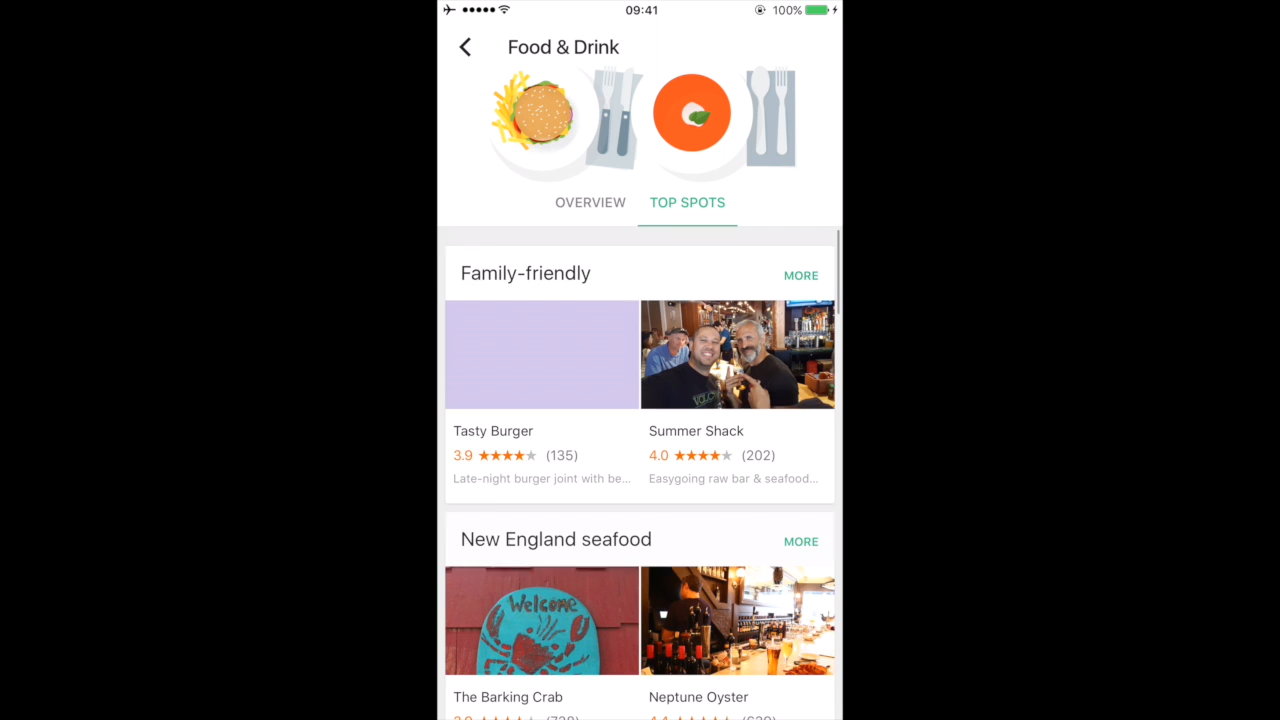 09:41
100%
Food & Drink
OVERVIEW
TOP SPOTS
Family-friendly
MORE
Tasty Burger
3.9 ★★★★★ (135)
Late-night burger joint with be...
Summer Shack
4.0 ★★★★★ (202)
Easygoing raw bar & seafood...
New England seafood
MORE
Welcome
The Barking Crab
Neptune Oyster